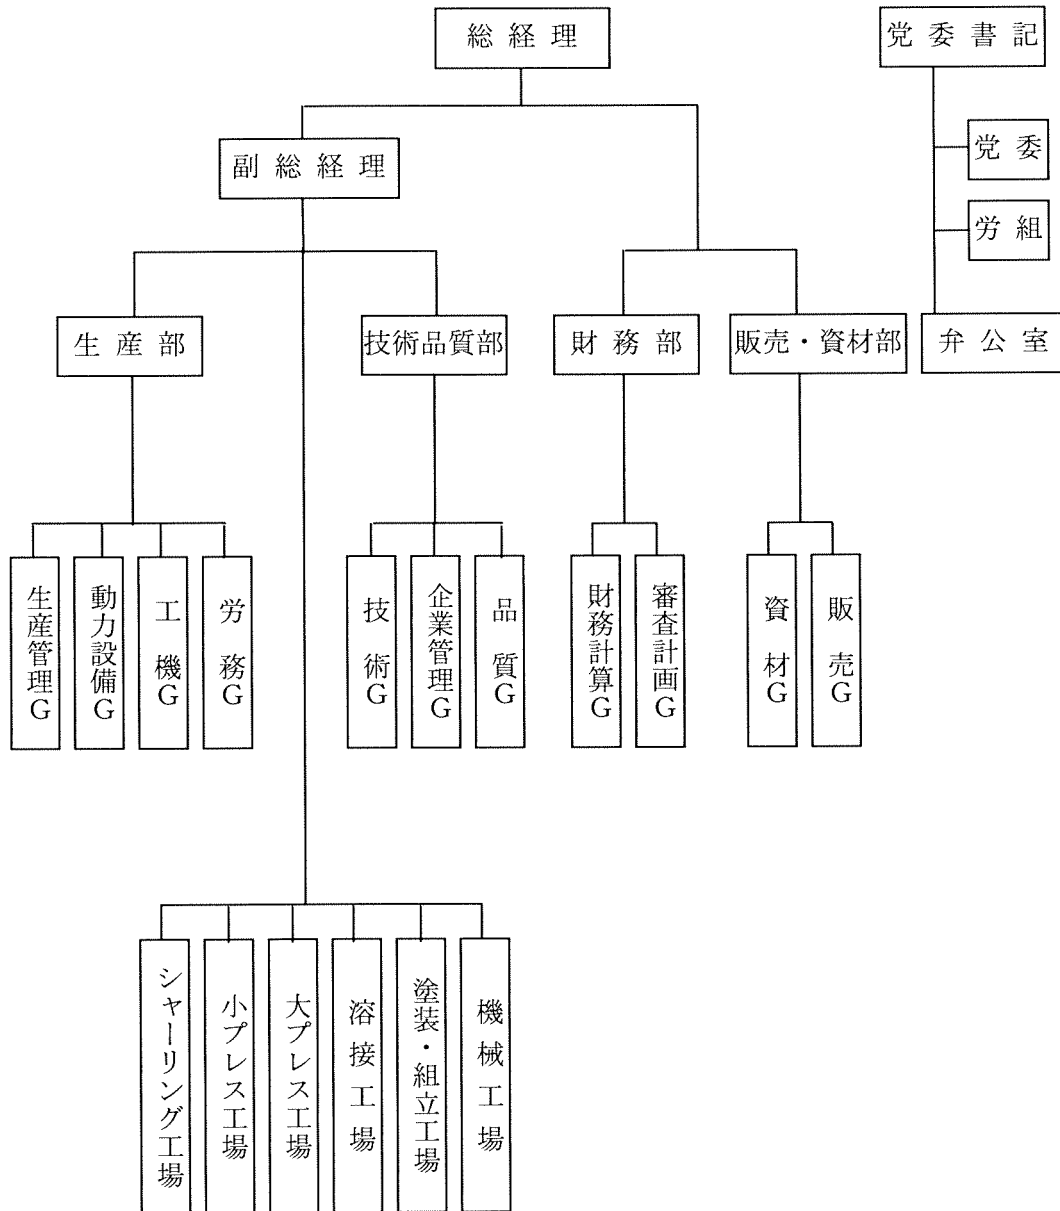 総経理
党委書記
党委
副総経理
労組
生産部
技術品質部
財務部
販売・資材部
弁公室
生産管理G
動力設備G
工機G
労務G
技術G
企業管理G
品質G
財務計算G
審査計画G
資材G
販売G
シャーリング工場
小プレス工場
大プレス工場
溶接工場
塗装・組立工場
機械工場